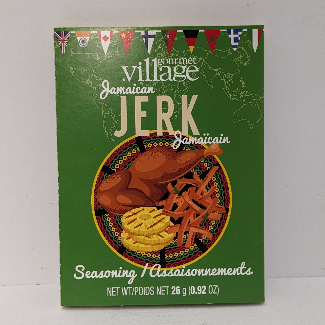 gourmet
village
Jamaican
JERK
Jamaïcain
Seasoning / Assaisonnements
NET WT/POIDS NET 26 g (0.92 OZ)